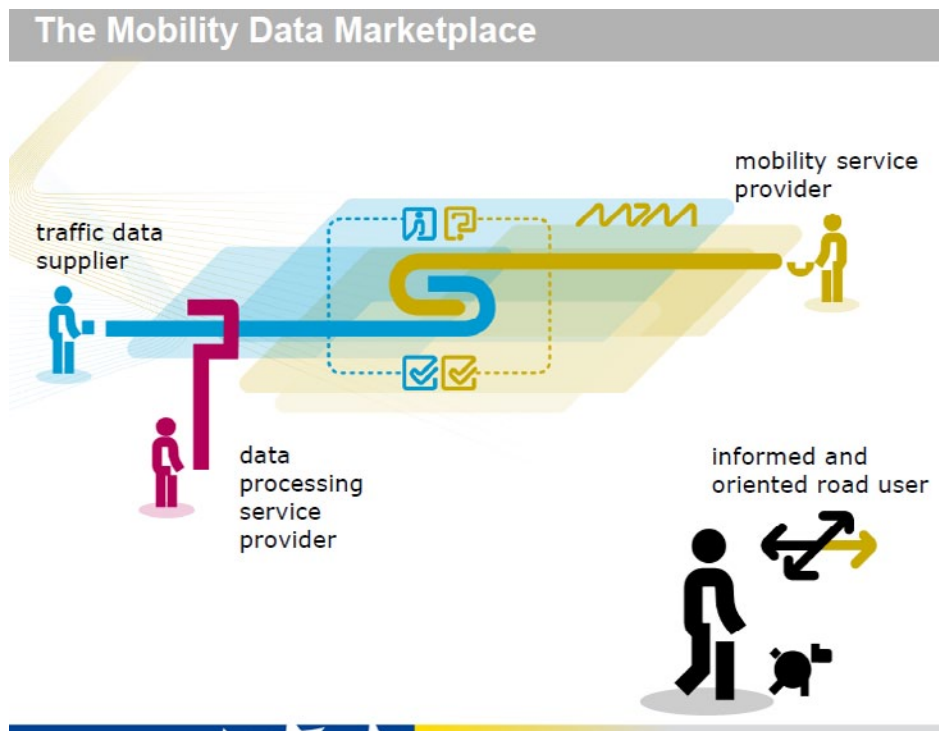 The Mobility Data Marketplace
mobility service
provider
traffic data
supplier
MDM
data
processing
service
provider
informed and
oriented road user